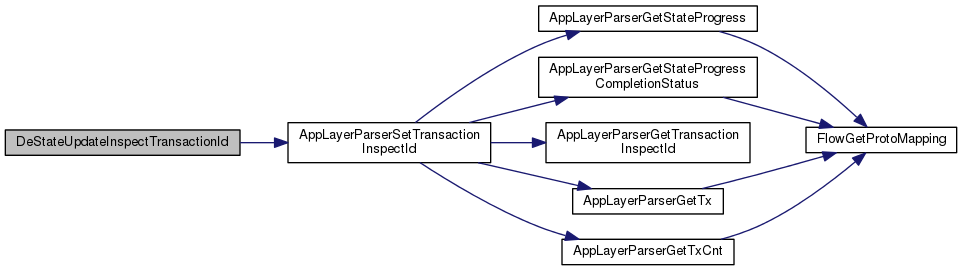 DeStateUpdateInspectTransactionId
AppLayerParserSetTransaction
InspectId
AppLayerParserGetStateProgress
AppLayerParserGetStateProgress
CompletionStatus
AppLayerParserGetTransaction
InspectId
AppLayerParserGetTx
AppLayerParserGetTxCnt
FlowGetProtoMapping